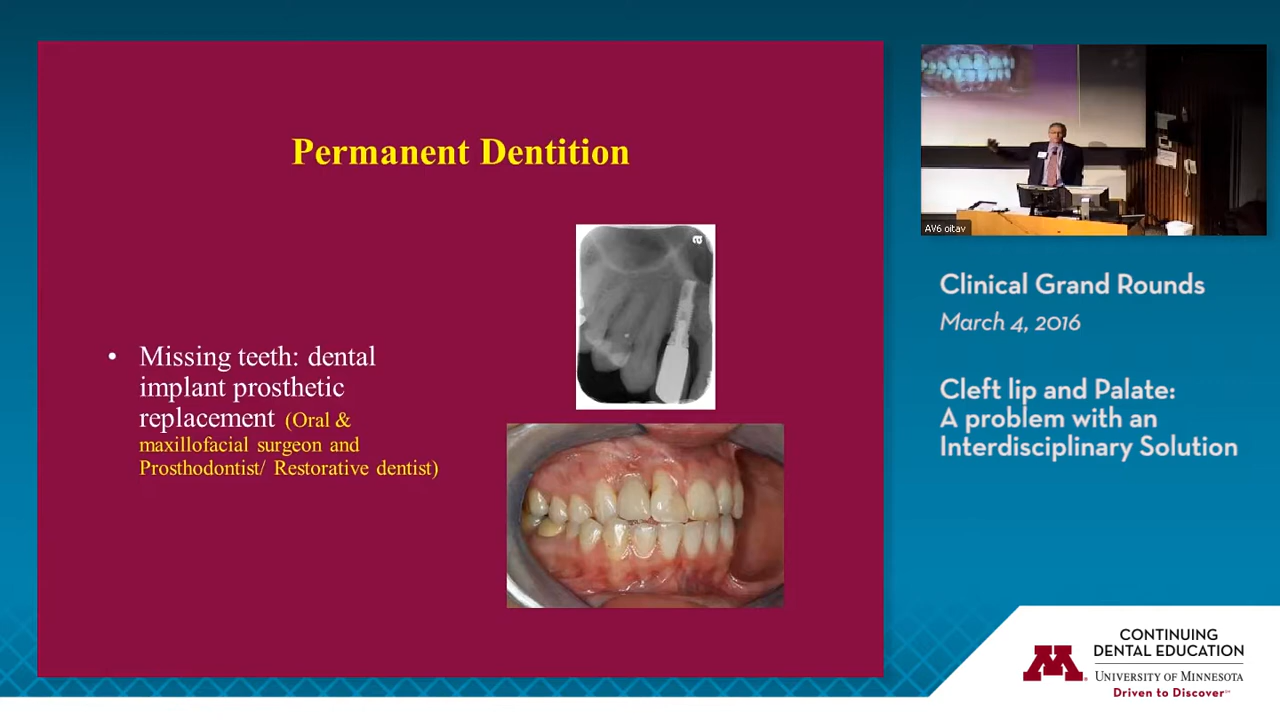 Permanent Dentition
• Missing teeth: dental
implant prosthetic
replacement (Oral &
maxillofacial surgeon and
Prosthodontist/ Restorative dentist)
a
AV6 oitav
Clinical Grand Rounds
March 4, 2016
Cleft lip and Palate:
A problem with an
Interdisciplinary Solution
M
CONTINUING
DENTAL EDUCATION
UNIVERSITY OF MINNESOTA
Driven to Discover℠